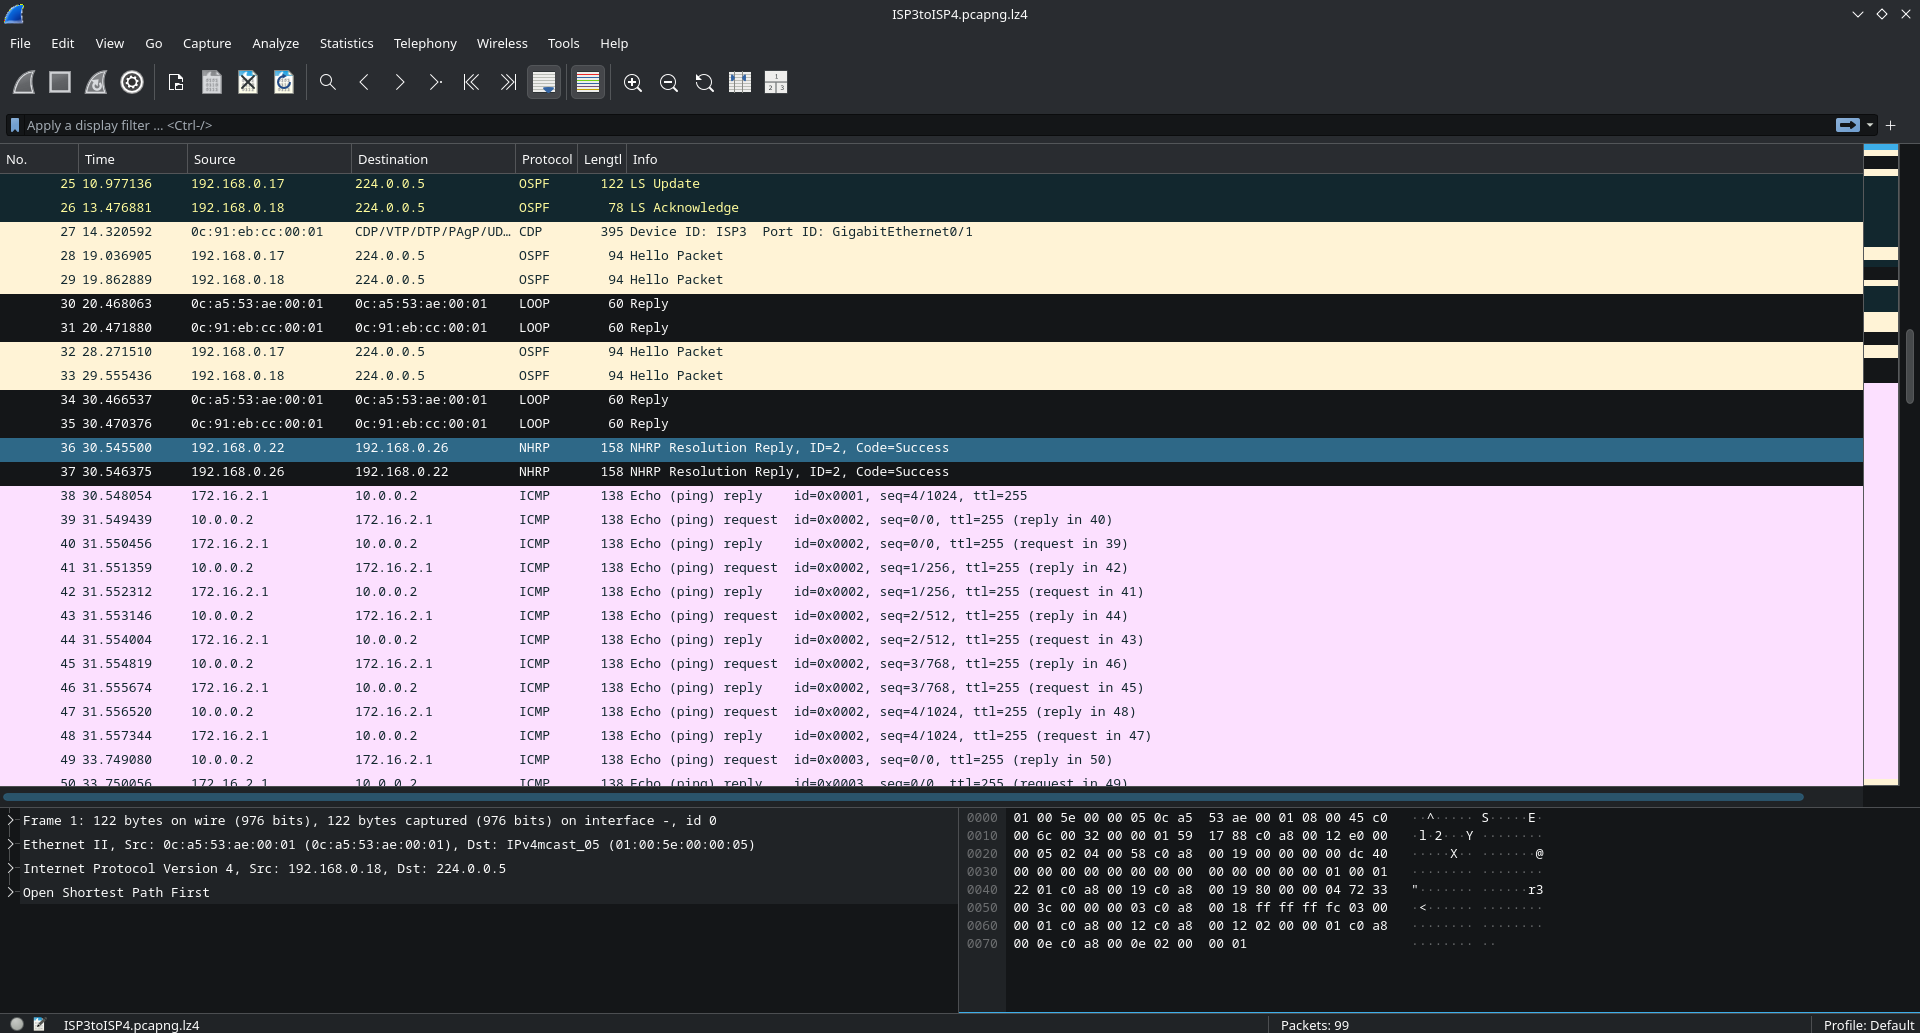 ISP3toISP4.pcapng.lz4
File Edit View Go Capture Analyze Statistics Telephony Wireless Tools Help
Apply a display filter … <Ctrl-/>
No. Time Source Destination Protocol Lengtl Info
25 10.977136 192.168.0.17 224.0.0.5 OSPF 122 LS Update
26 13.476881 192.168.0.18 224.0.0.5 OSPF 78 LS Acknowledge
27 14.320592 0c:91:eb:cc:00:01 CDP/VTP/DTP/PAgP/UD… CDP 395 Device ID: ISP3 Port ID: GigabitEthernet0/1
28 19.036905 192.168.0.17 224.0.0.5 OSPF 94 Hello Packet
29 19.862889 192.168.0.18 224.0.0.5 OSPF 94 Hello Packet
30 20.468063 0c:a5:53:ae:00:01 0c:a5:53:ae:00:01 LOOP 60 Reply
31 20.471880 0c:91:eb:cc:00:01 0c:91:eb:cc:00:01 LOOP 60 Reply
32 28.271510 192.168.0.17 224.0.0.5 OSPF 94 Hello Packet
33 29.555436 192.168.0.18 224.0.0.5 OSPF 94 Hello Packet
34 30.466537 0c:a5:53:ae:00:01 0c:a5:53:ae:00:01 LOOP 60 Reply
35 30.470376 0c:91:eb:cc:00:01 0c:91:eb:cc:00:01 LOOP 60 Reply
36 30.545500 192.168.0.22 192.168.0.26 NHRP 158 NHRP Resolution Reply, ID=2, Code=Success
37 30.546375 192.168.0.26 192.168.0.22 NHRP 158 NHRP Resolution Reply, ID=2, Code=Success
38 30.548054 172.16.2.1 10.0.0.2 ICMP 138 Echo (ping) reply id=0x0001, seq=4/1024, ttl=255
39 31.549439 10.0.0.2 172.16.2.1 ICMP 138 Echo (ping) request id=0x0002, seq=0/0, ttl=255 (reply in 40)
40 31.550456 172.16.2.1 10.0.0.2 ICMP 138 Echo (ping) reply id=0x0002, seq=0/0, ttl=255 (request in 39)
41 31.551359 10.0.0.2 172.16.2.1 ICMP 138 Echo (ping) request id=0x0002, seq=1/256, ttl=255 (reply in 42)
42 31.552312 172.16.2.1 10.0.0.2 ICMP 138 Echo (ping) reply id=0x0002, seq=1/256, ttl=255 (request in 41)
43 31.553146 10.0.0.2 172.16.2.1 ICMP 138 Echo (ping) request id=0x0002, seq=2/512, ttl=255 (reply in 44)
44 31.554004 172.16.2.1 10.0.0.2 ICMP 138 Echo (ping) reply id=0x0002, seq=2/512, ttl=255 (request in 43)
45 31.554819 10.0.0.2 172.16.2.1 ICMP 138 Echo (ping) request id=0x0002, seq=3/768, ttl=255 (reply in 46)
46 31.555674 172.16.2.1 10.0.0.2 ICMP 138 Echo (ping) reply id=0x0002, seq=3/768, ttl=255 (request in 45)
47 31.556520 10.0.0.2 172.16.2.1 ICMP 138 Echo (ping) request id=0x0002, seq=4/1024, ttl=255 (reply in 48)
48 31.557344 172.16.2.1 10.0.0.2 ICMP 138 Echo (ping) reply id=0x0002, seq=4/1024, ttl=255 (request in 47)
49 33.749080 10.0.0.2 172.16.2.1 ICMP 138 Echo (ping) request id=0x0003, seq=0/0, ttl=255 (reply in 50)
50 33.750056 172.16.2.1 10.0.0.2 ICMP 138 Echo (ping) reply id=0x0003, seq=0/0, ttl=255 (request in 49)
Frame 1: 122 bytes on wire (976 bits), 122 bytes captured (976 bits) on interface -, id 0
Ethernet II, Src: 0c:a5:53:ae:00:01 (0c:a5:53:ae:00:01), Dst: IPv4mcast_05 (01:00:5e:00:00:05)
Internet Protocol Version 4, Src: 192.168.0.18, Dst: 224.0.0.5
Open Shortest Path First
0000 01 00 5e 00 00 05 0c a5 53 ae 00 01 08 00 45 c0 ··^····· S·····E·
0010 00 6c 00 32 00 00 01 59 17 88 c0 a8 00 12 e0 00 ·l·2···Y ········
0020 00 05 02 04 00 58 c0 a8 00 19 00 00 00 00 dc 40 ·····X·· ·······@
0030 00 00 00 00 00 00 00 00 00 00 00 00 00 01 00 01 ········ ········
0040 22 01 c0 a8 00 19 c0 a8 00 19 80 00 00 04 72 33 "······· ······r3
0050 00 3c 00 00 00 03 c0 a8 00 18 ff ff ff fc 03 00 ·<······ ········
0060 00 01 c0 a8 00 12 c0 a8 00 12 02 00 00 01 c0 a8 ········ ········
0070 00 0e c0 a8 00 0e 02 00 00 01 ········ ··
ISP3toISP4.pcapng.lz4 Packets: 99 Profile: Default